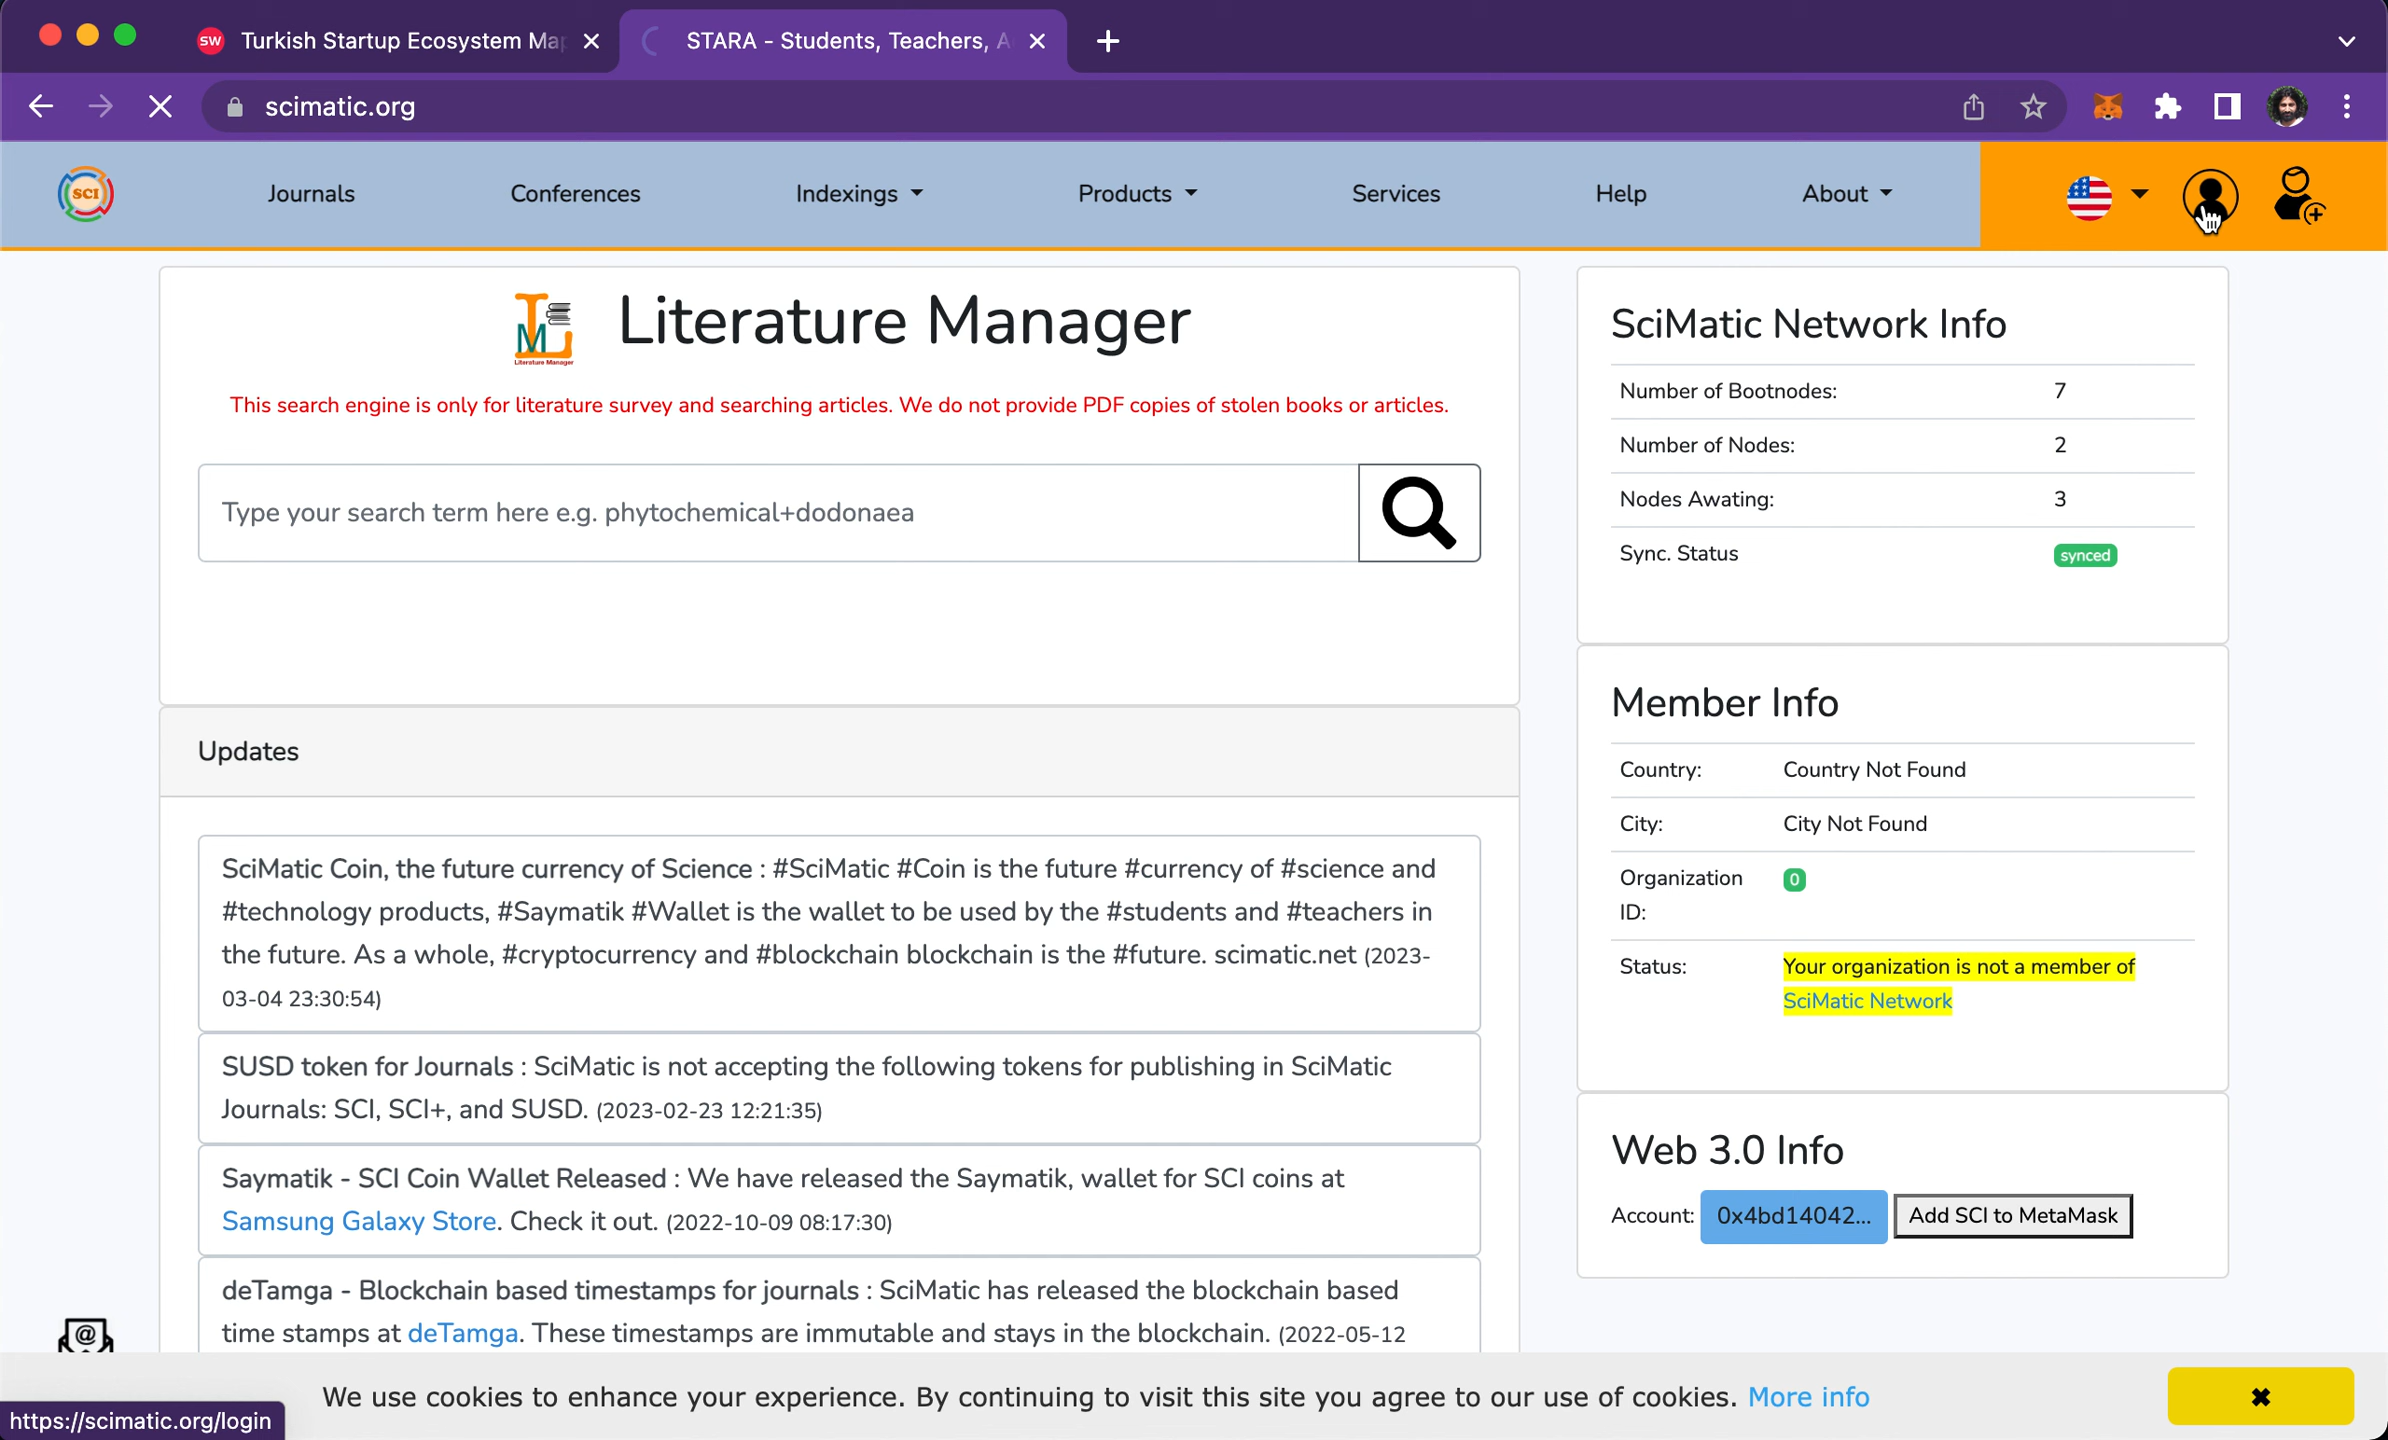 SW Turkish Startup Ecosystem Ma
STARA - Students, Teachers, A
scimatic.org
SCI
Journals
Conferences
Indexings
Products
Services
Help
About
LM
Literature Manager
Literature Manager
This search engine is only for literature survey and searching articles. We do not provide PDF copies of stolen books or articles.
Type your search term here e.g. phytochemical+dodonaea
Updates
SciMatic Coin, the future currency of Science : #SciMatic #Coin is the future #currency of #science and
#technology products, #Saymatik #Wallet is the wallet to be used by the #students and #teachers in
the future. As a whole, #cryptocurrency and #blockchain blockchain is the #future. scimatic.net (2023-
03-04 23:30:54)
SUSD token for Journals : SciMatic is not accepting the following tokens for publishing in SciMatic
Journals: SCI, SCI+, and SUSD. (2023-02-23 12:21:35)
Saymatik - SCI Coin Wallet Released : We have released the Saymatik, wallet for SCI coins at
Samsung Galaxy Store. Check it out. (2022-10-09 08:17:30)
deTamga - Blockchain based timestamps for journals : SciMatic has released the blockchain based
time stamps at deTamga. These timestamps are immutable and stays in the blockchain. (2022-05-12
SciMatic Network Info
Number of Bootnodes: 7
Number of Nodes: 2
Nodes Awating: 3
Sync. Status synced
Member Info
Country: Country Not Found
City: City Not Found
Organization 0
ID:
Status: Your organization is not a member of
SciMatic Network
Web 3.0 Info
Account: 0x4bd14042... Add SCI to MetaMask
@
We use cookies to enhance your experience. By continuing to visit this site you agree to our use of cookies. More info
https://scimatic.org/login